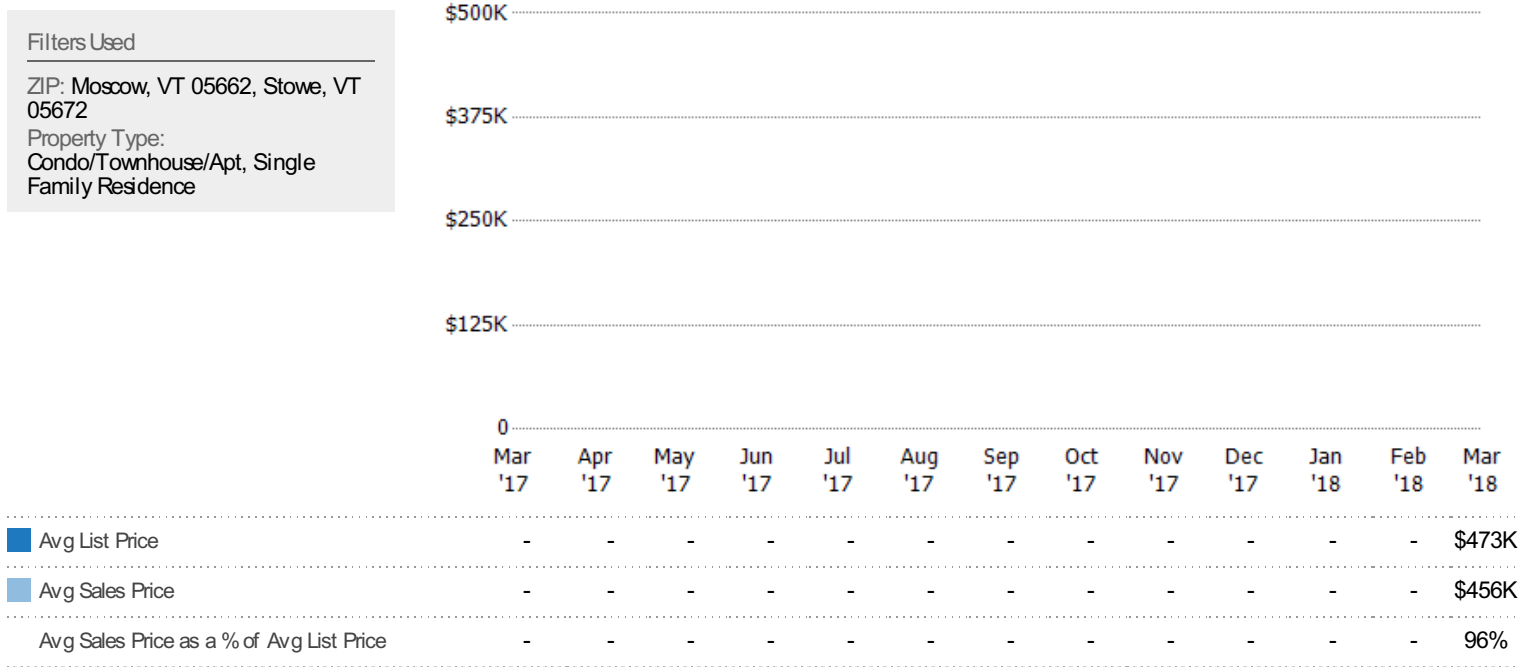 Filters Used
ZIP: Moscow, VT 05662, Stowe, VT
05672
Property Type:
Condo/Townhouse/Apt, Single
Family Residence
$500K
$375K
$250K
$125K
0
Mar Apr May Jun Jul Aug Sep Oct Nov Dec Jan Feb Mar
'17 '17 '17 '17 '17 '17 '17 '17 '17 '17 '18 '18 '18
Avg List Price - - - - - - - - - - - - $473K
Avg Sales Price - - - - - - - - - - - - $456K
Avg Sales Price as a % of Avg List Price - - - - - - - - - - - - 96%